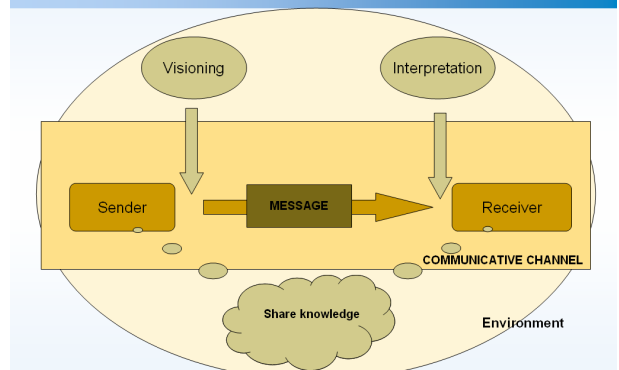 Visioning
Interpretation
Sender
MESSAGE
Receiver
COMMUNICATIVE CHANNEL
Share knowledge
Environment